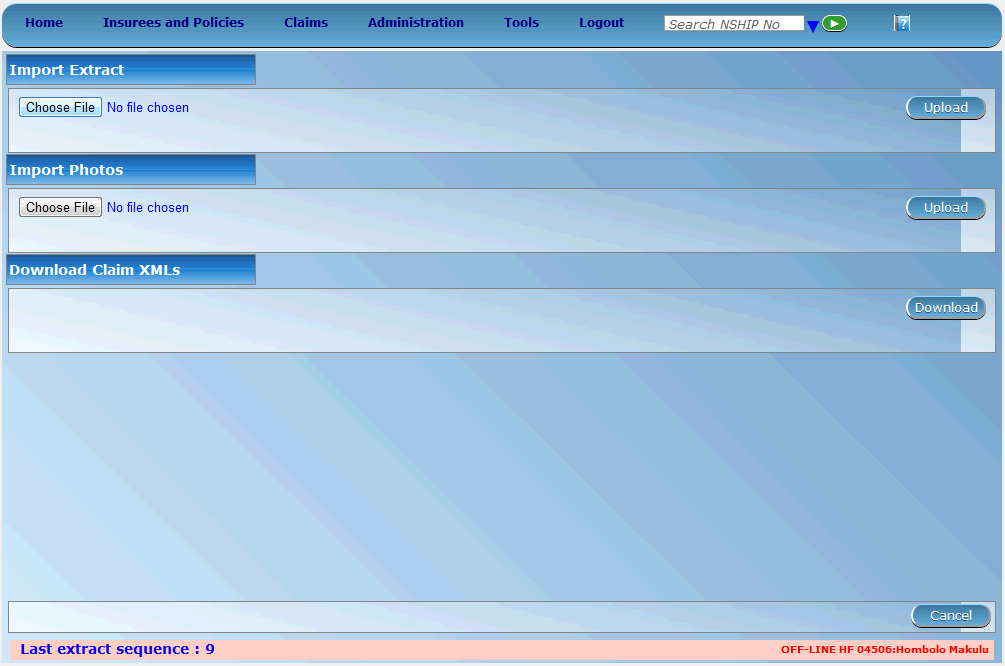 Home Insurees and Policies Claims Administration Tools Logout Search NSHIP No ?
Import Extract
Choose File No file chosen Upload
Import Photos
Choose File No file chosen Upload
Download Claim XMLs
Download
Cancel
Last extract sequence : 9 OFF-LINE HF 04506:Hombolo Makulu